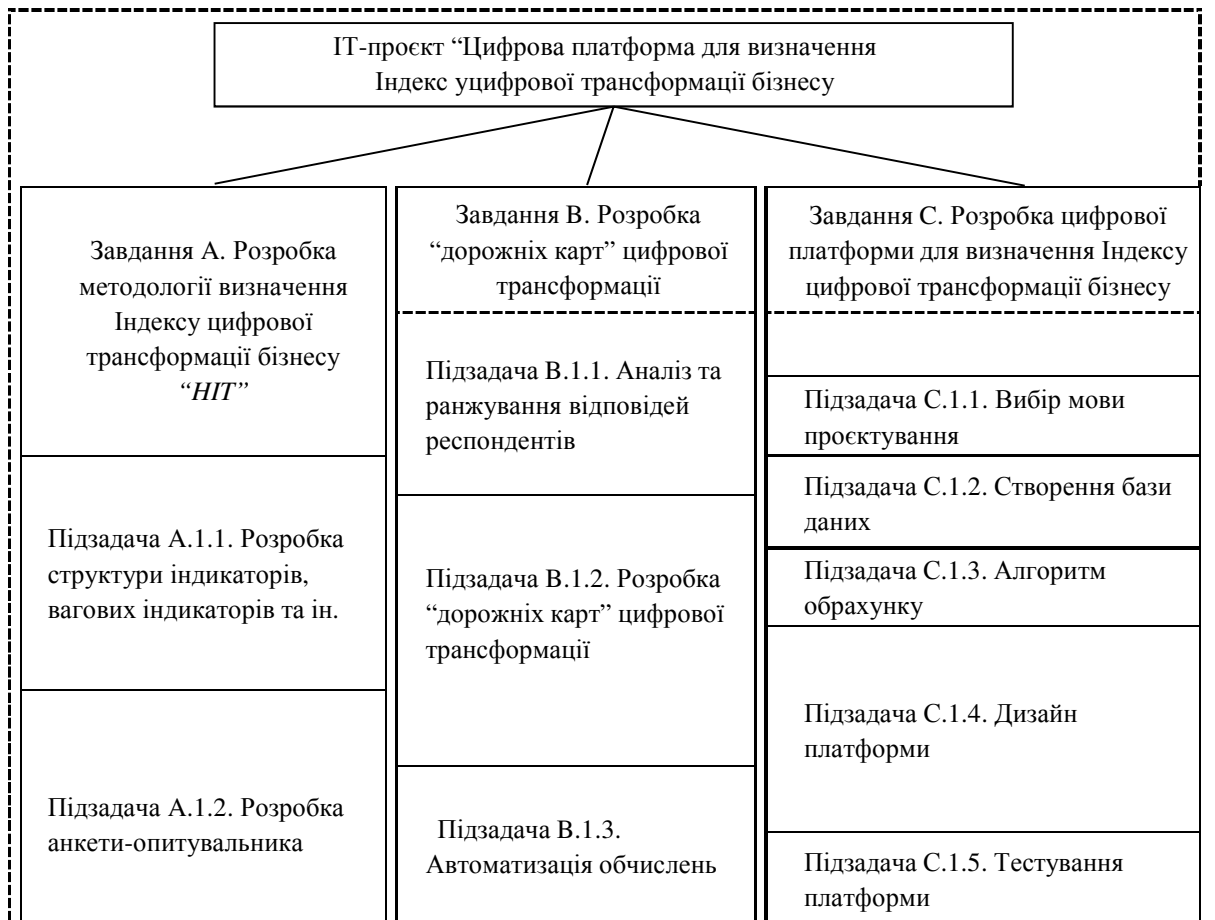 ІТ-проєкт “Цифрова платформа для визначення
Індекс уцифрової трансформації бізнесу
Завдання А. Розробка
методології визначення
Індексу цифрової
трансформації бізнесу
“HIT”
Підзадача А.1.1. Розробка
структури індикаторів,
вагових індикаторів та ін.
Підзадача А.1.2. Розробка
анкети-опитувальника
Завдання В. Розробка
“дорожніх карт” цифрової
трансформації
Підзадача В.1.1. Аналіз та
ранжування відповідей
респондентів
Підзадача В.1.2. Розробка
“дорожніх карт” цифрової
трансформації
Підзадача В.1.3.
Автоматизація обчислень
Завдання С. Розробка цифрової
платформи для визначення Індексу
цифрової трансформації бізнесу
Підзадача С.1.1. Вибір мови
проєктування
Підзадача С.1.2. Створення бази
даних
Підзадача С.1.3. Алгоритм
обрахунку
Підзадача С.1.4. Дизайн
платформи
Підзадача С.1.5. Тестування
платформи